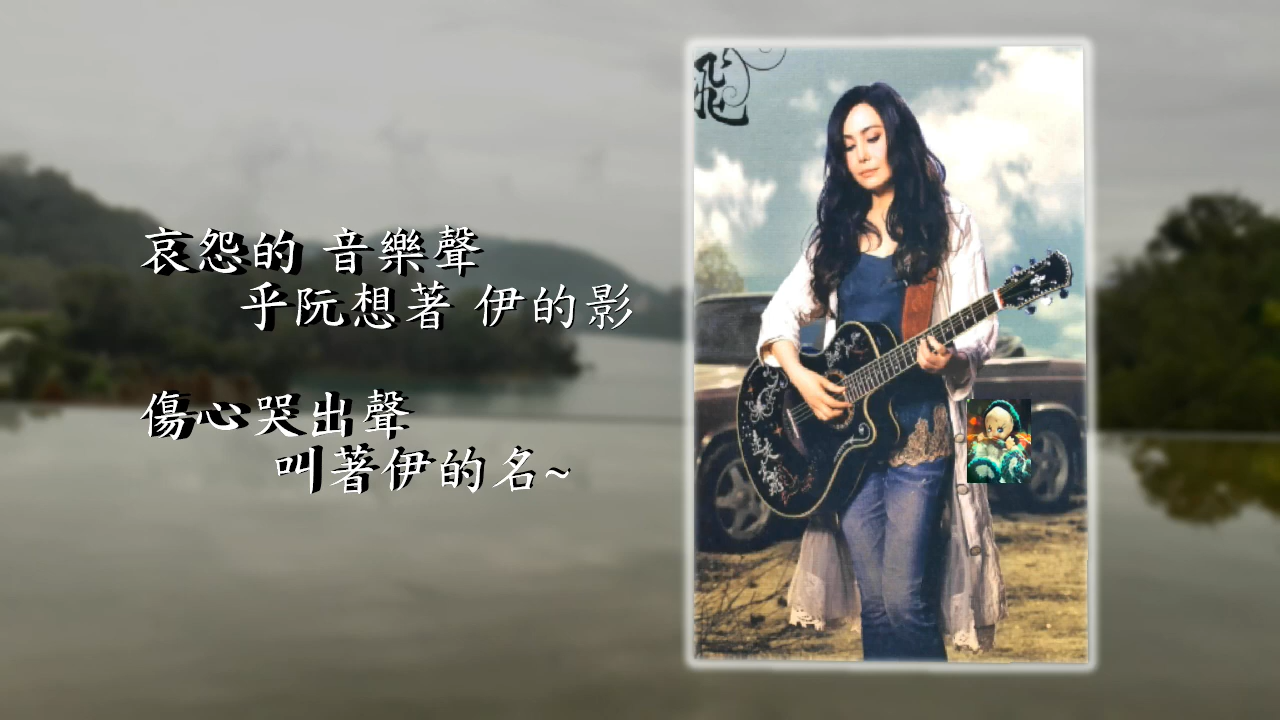 哀怨的 音樂聲
乎阮想著 伊的影
傷心哭出聲
叫著伊的名~
飛